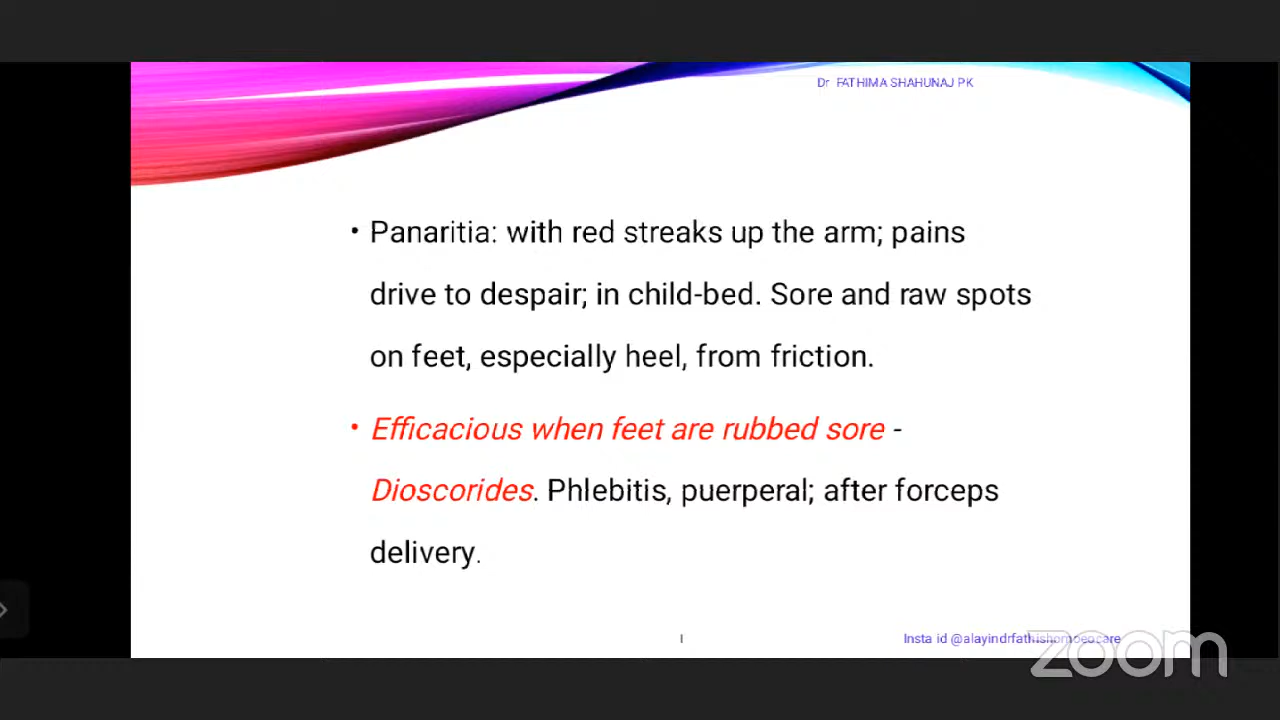 Dr FATHIMA SHAHUNAJ PK
• Panaritia: with red streaks up the arm; pains
drive to despair; in child-bed. Sore and raw spots
on feet, especially heel, from friction.
• Efficacious when feet are rubbed sore -
Dioscorides. Phlebitis, puerperal; after forceps
delivery.
Insta id @alayindrfathishomoeocare
zoom